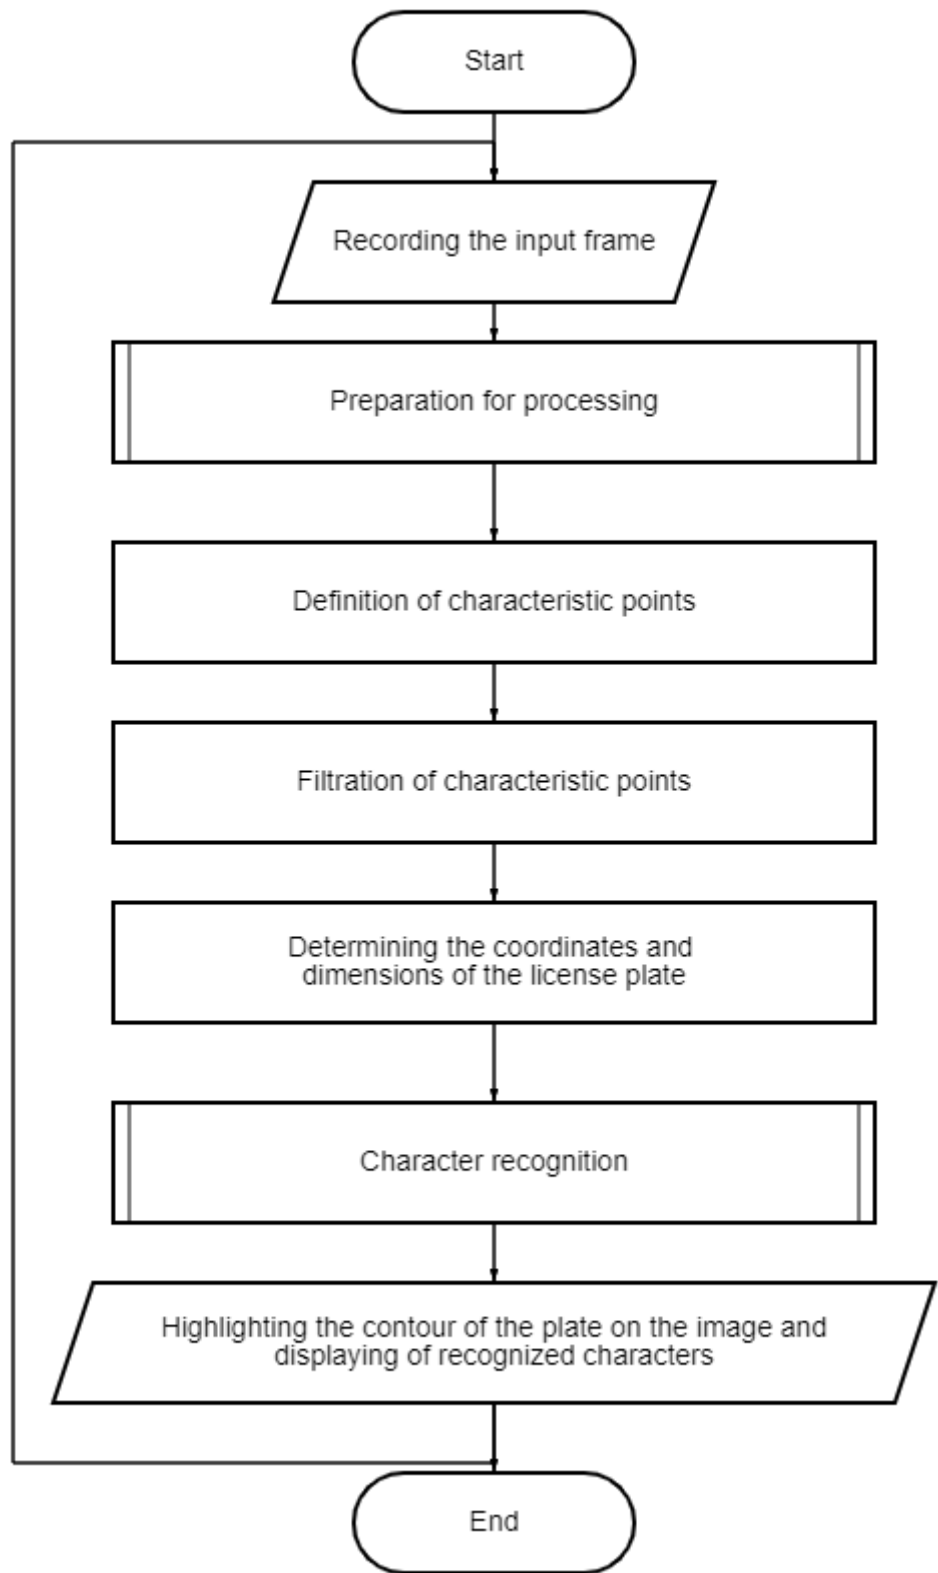 Start
Recording the input frame
Preparation for processing
Definition of characteristic points
Filtration of characteristic points
Determining the coordinates and
dimensions of the license plate
Character recognition
Highlighting the contour of the plate on the image and
displaying of recognized characters
End